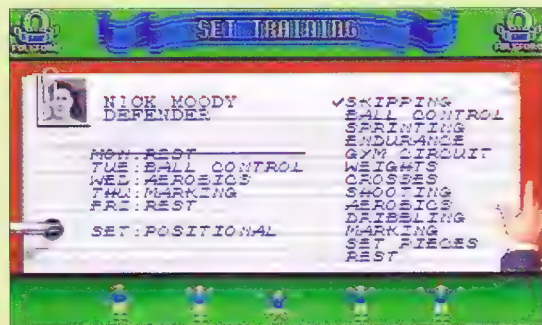 SET TRAINING
NICK MOODY
DEFENDER
MON:REST
TUE:BALL CONTROL
WED:AEROBICS
THU:MARKING
FRI:REST
SET:POSITIONAL
✓SKIPPING
BALL CONTROL
SPRINTING
ENDURANCE
GYM CIRCUIT
WEIGHTS
CROSSES
SHOOTING
AEROBICS
DRIBBLING
MARKING
SET PIECES
REST